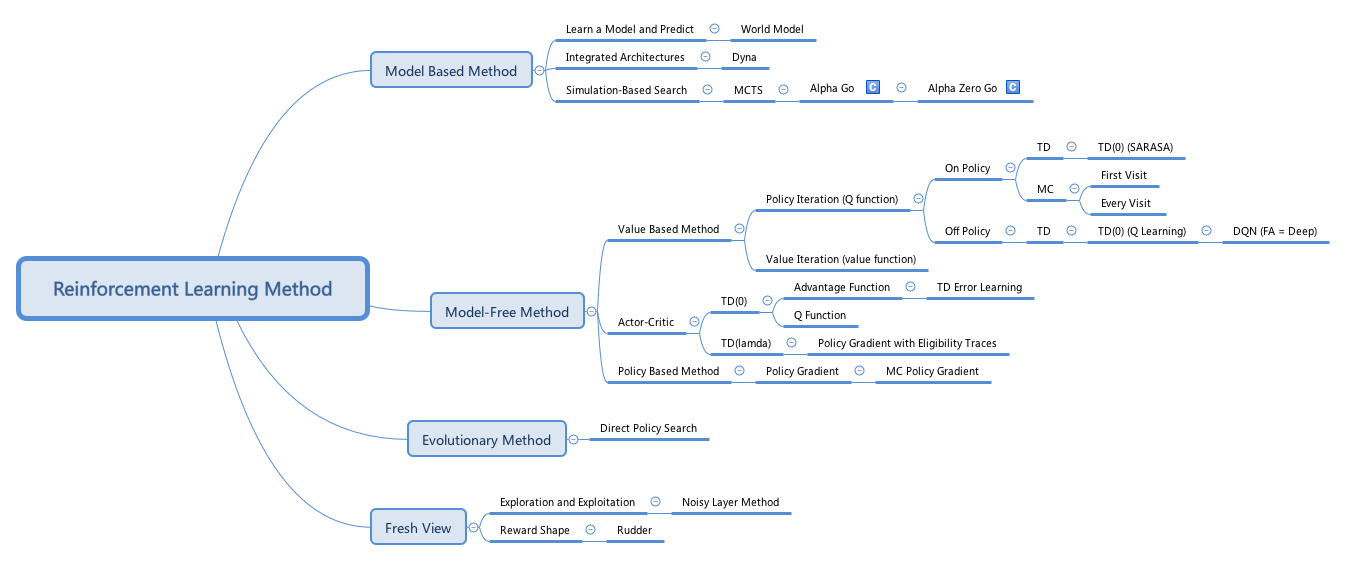 Reinforcement Learning Method
Model Based Method
Learn a Model and Predict
World Model
Integrated Architectures
Dyna
Simulation-Based Search
MCTS
Alpha Go
C
Alpha Zero Go
C
Model-Free Method
Value Based Method
Policy Iteration (Q function)
On Policy
TD
TD(0) (SARASA)
MC
First Visit
Every Visit
Off Policy
TD
TD(0) (Q Learning)
DQN (FA = Deep)
Value Iteration (value function)
Actor-Critic
TD(0)
Advantage Function
TD Error Learning
Q Function
TD(lamda)
Policy Gradient with Eligibility Traces
Policy Based Method
Policy Gradient
MC Policy Gradient
Evolutionary Method
Direct Policy Search
Fresh View
Exploration and Exploitation
Noisy Layer Method
Reward Shape
Rudder